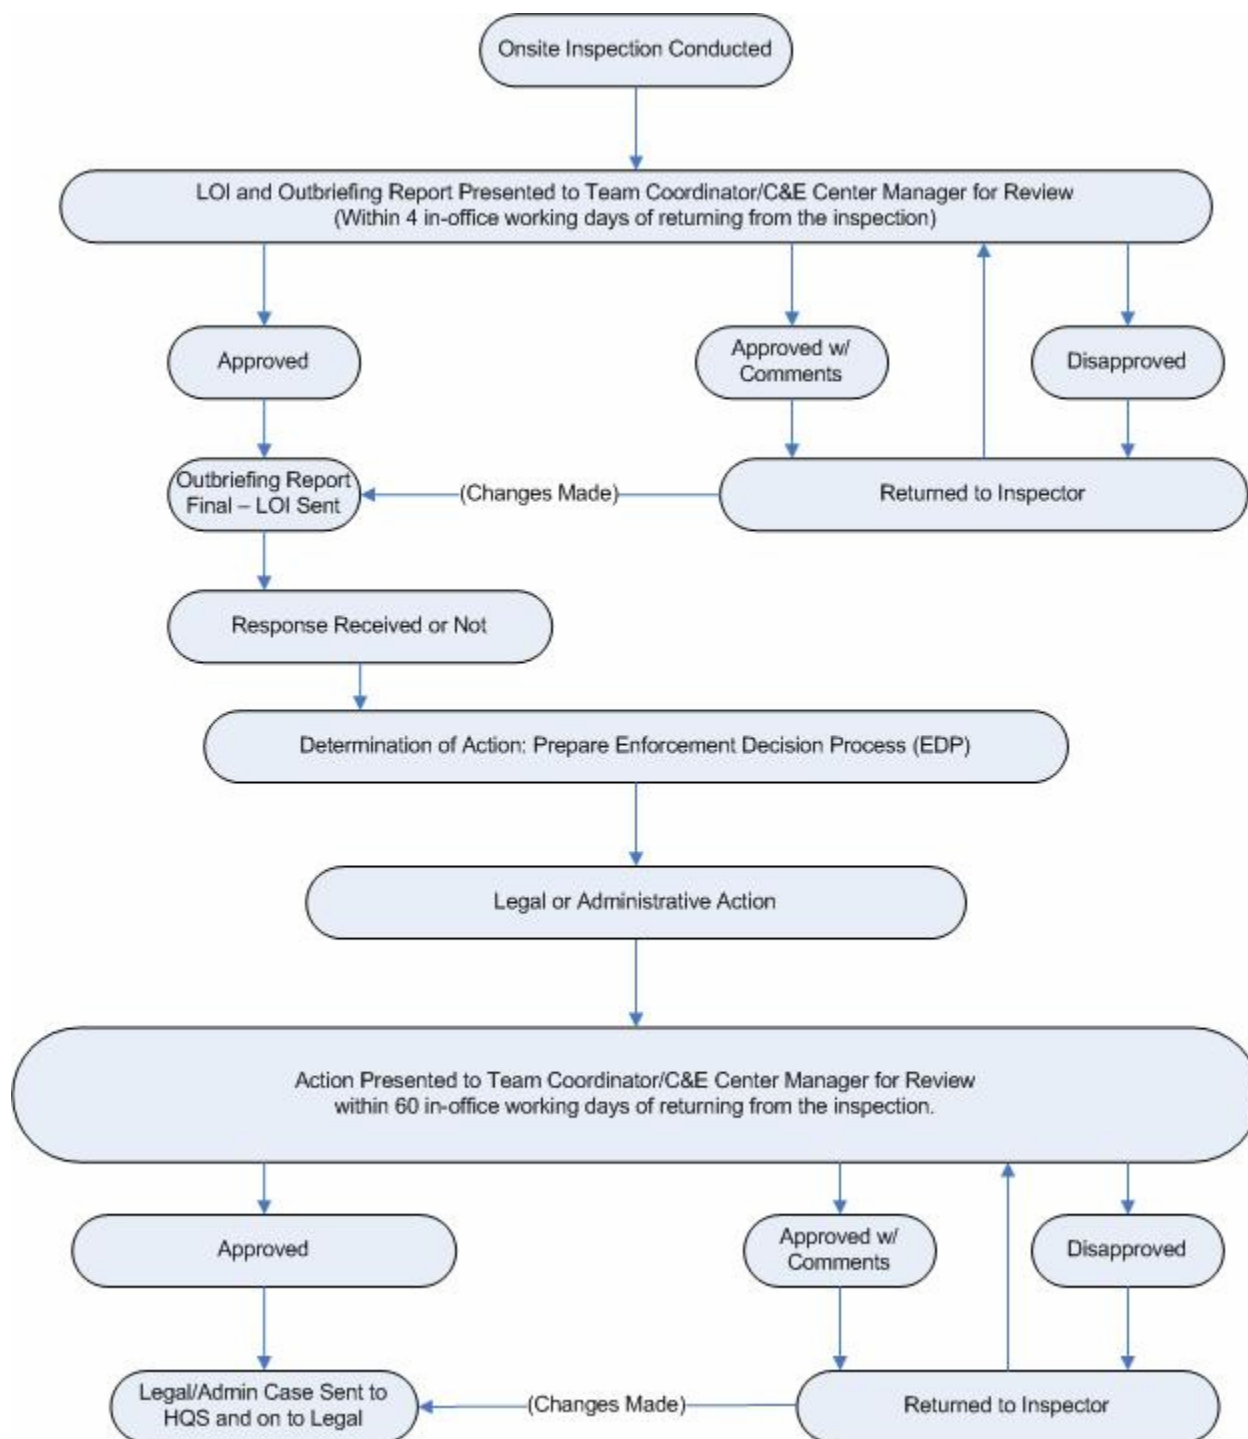 Onsite Inspection Conducted
LOI and Outbriefing Report Presented to Team Coordinator/C&E Center Manager for Review
(Within 4 in-office working days of returning from the inspection)
Approved
Approved w/
Comments
Disapproved
Outbriefing Report
Final – LOI Sent
(Changes Made)
Returned to Inspector
Response Received or Not
Determination of Action: Prepare Enforcement Decision Process (EDP)
Legal or Administrative Action
Action Presented to Team Coordinator/C&E Center Manager for Review
within 60 in-office working days of returning from the inspection.
Approved
Approved w/
Comments
Disapproved
Legal/Admin Case Sent to
HQS and on to Legal
(Changes Made)
Returned to Inspector